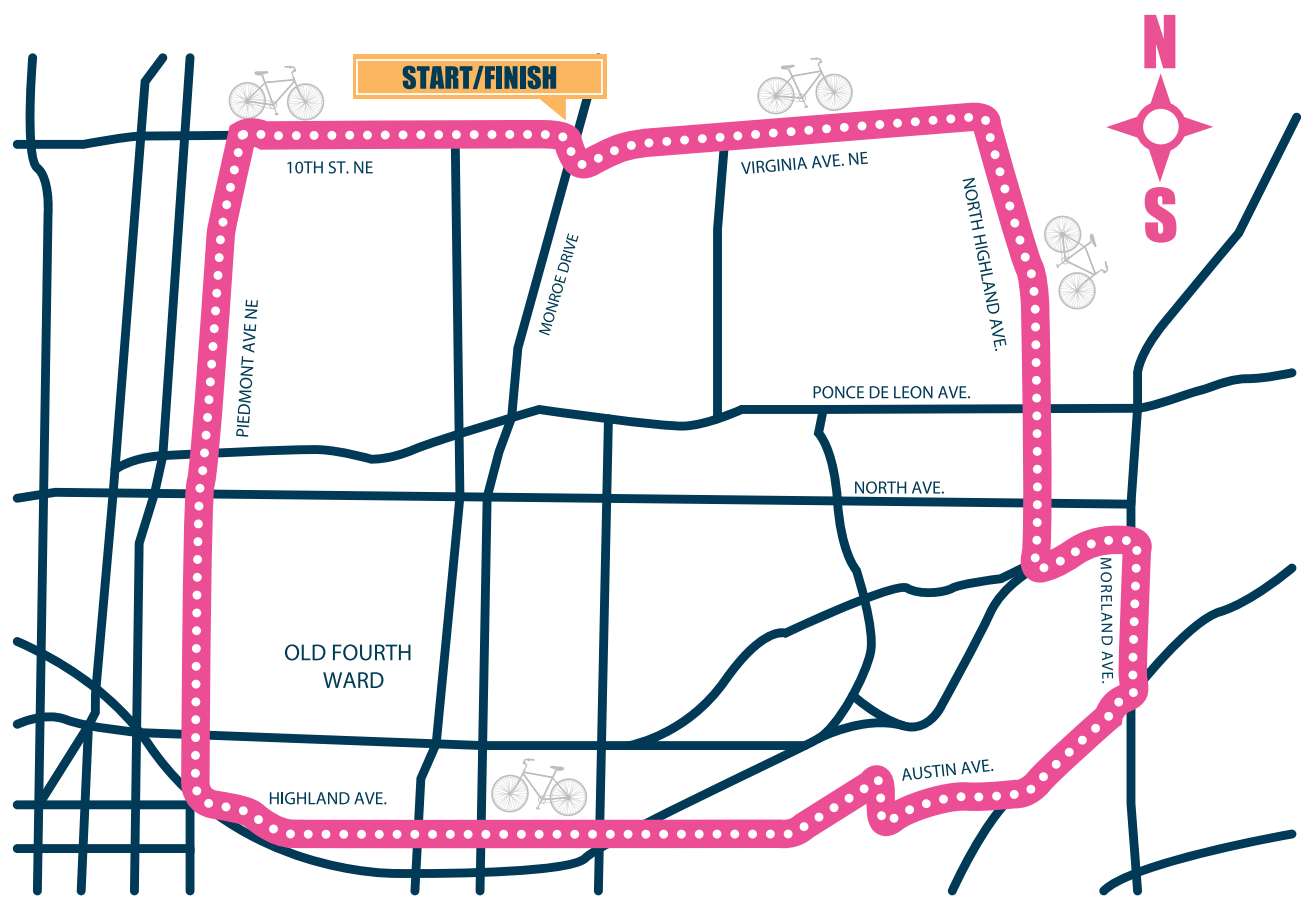 N
START/FINISH
10TH ST. NE
VIRGINIA AVE. NE
S
NORTH HIGHLAND AVE.
MONROE DRIVE
PIEDMONT AVE NE
PONCE DE LEON AVE.
NORTH AVE.
MORELAND AVE.
OLD FOURTH
WARD
AUSTIN AVE.
HIGHLAND AVE.